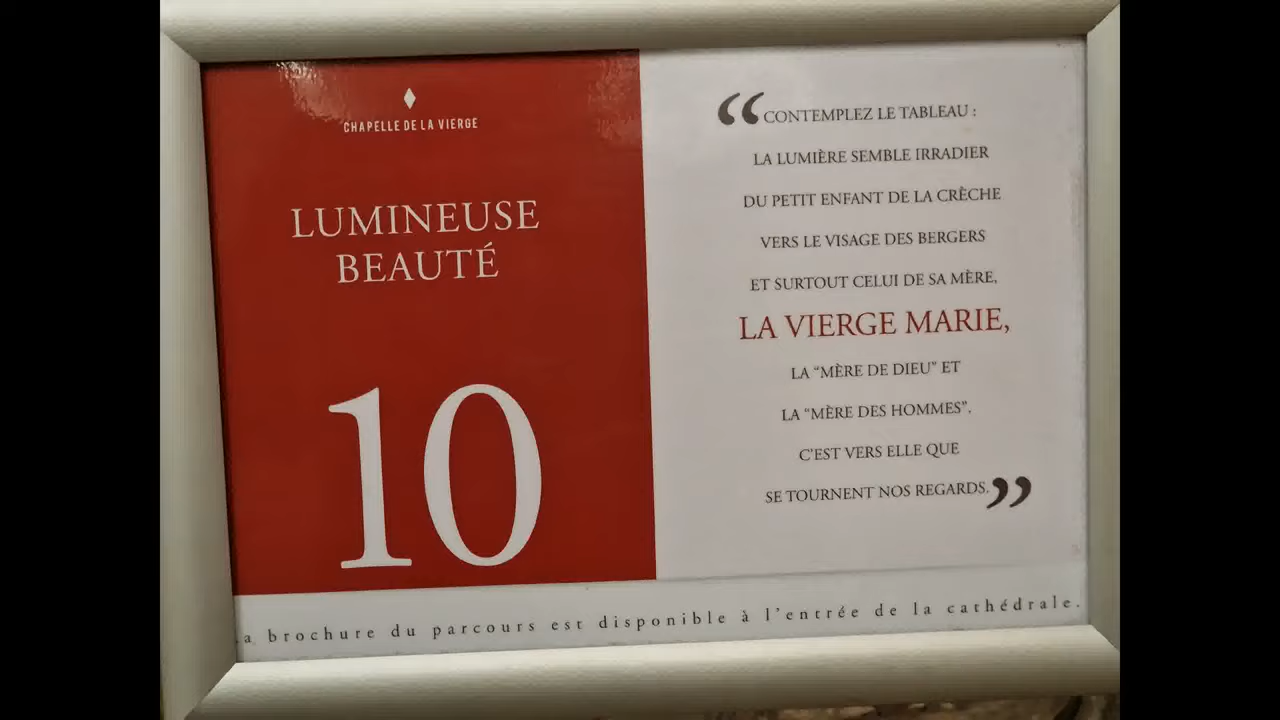 CHAPELLE DE LA VIERGE
LUMINEUSE
BEAUTÉ
10
“CONTEMPLEZ LE TABLEAU :
LA LUMIÈRE SEMBLE IRRADIER
DU PETIT ENFANT DE LA CRÈCHE
VERS LE VISAGE DES BERGERS
ET SURTOUT CELUI DE SA MÈRE,
LA VIERGE MARIE,
LA “MÈRE DE DIEU” ET
LA “MÈRE DES HOMMES”.
C'EST VERS ELLE QUE
SE TOURNENT NOS REGARDS.”
a brochure du parcours est disponible à l'entrée de la cathédrale.